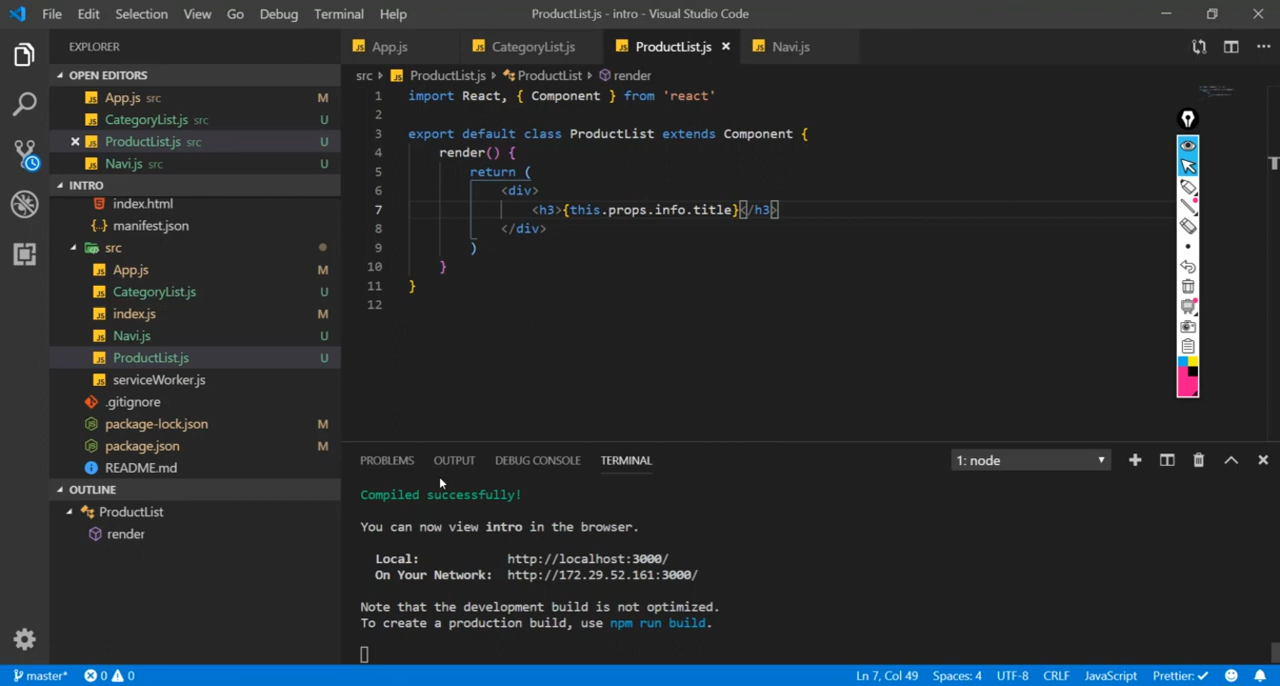 File Edit Selection View Go Debug Terminal Help ProductList.js - intro - Visual Studio Code
EXPLORER
OPEN EDITORS
App.js src M
CategoryList.js src U
ProductList.js src U
Navi.js src U
INTRO
index.html
manifest.json
src
App.js M
CategoryList.js U
index.js M
Navi.js U
ProductList.js U
serviceWorker.js
.gitignore
package-lock.json M
package.json M
README.md
OUTLINE
ProductList
render
App.js CategoryList.js ProductList.js Navi.js
src ProductList.js ProductList render
1 import React, { Component } from 'react'
2
3 export default class ProductList extends Component {
4 render() {
5 return (
6 <div>
7 <h3>{this.props.info.title}</h3>
8 </div>
9 )
10 }
11 }
12
PROBLEMS OUTPUT DEBUG CONSOLE TERMINAL 1: node
Compiled successfully!
You can now view intro in the browser.
Local: http://localhost:3000/
On Your Network: http://172.29.52.161:3000/
Note that the development build is not optimized.
To create a production build, use npm run build.
master* 0 0 Ln 7, Col 49 Spaces: 4 UTF-8 CRLF JavaScript Prettier: ✓